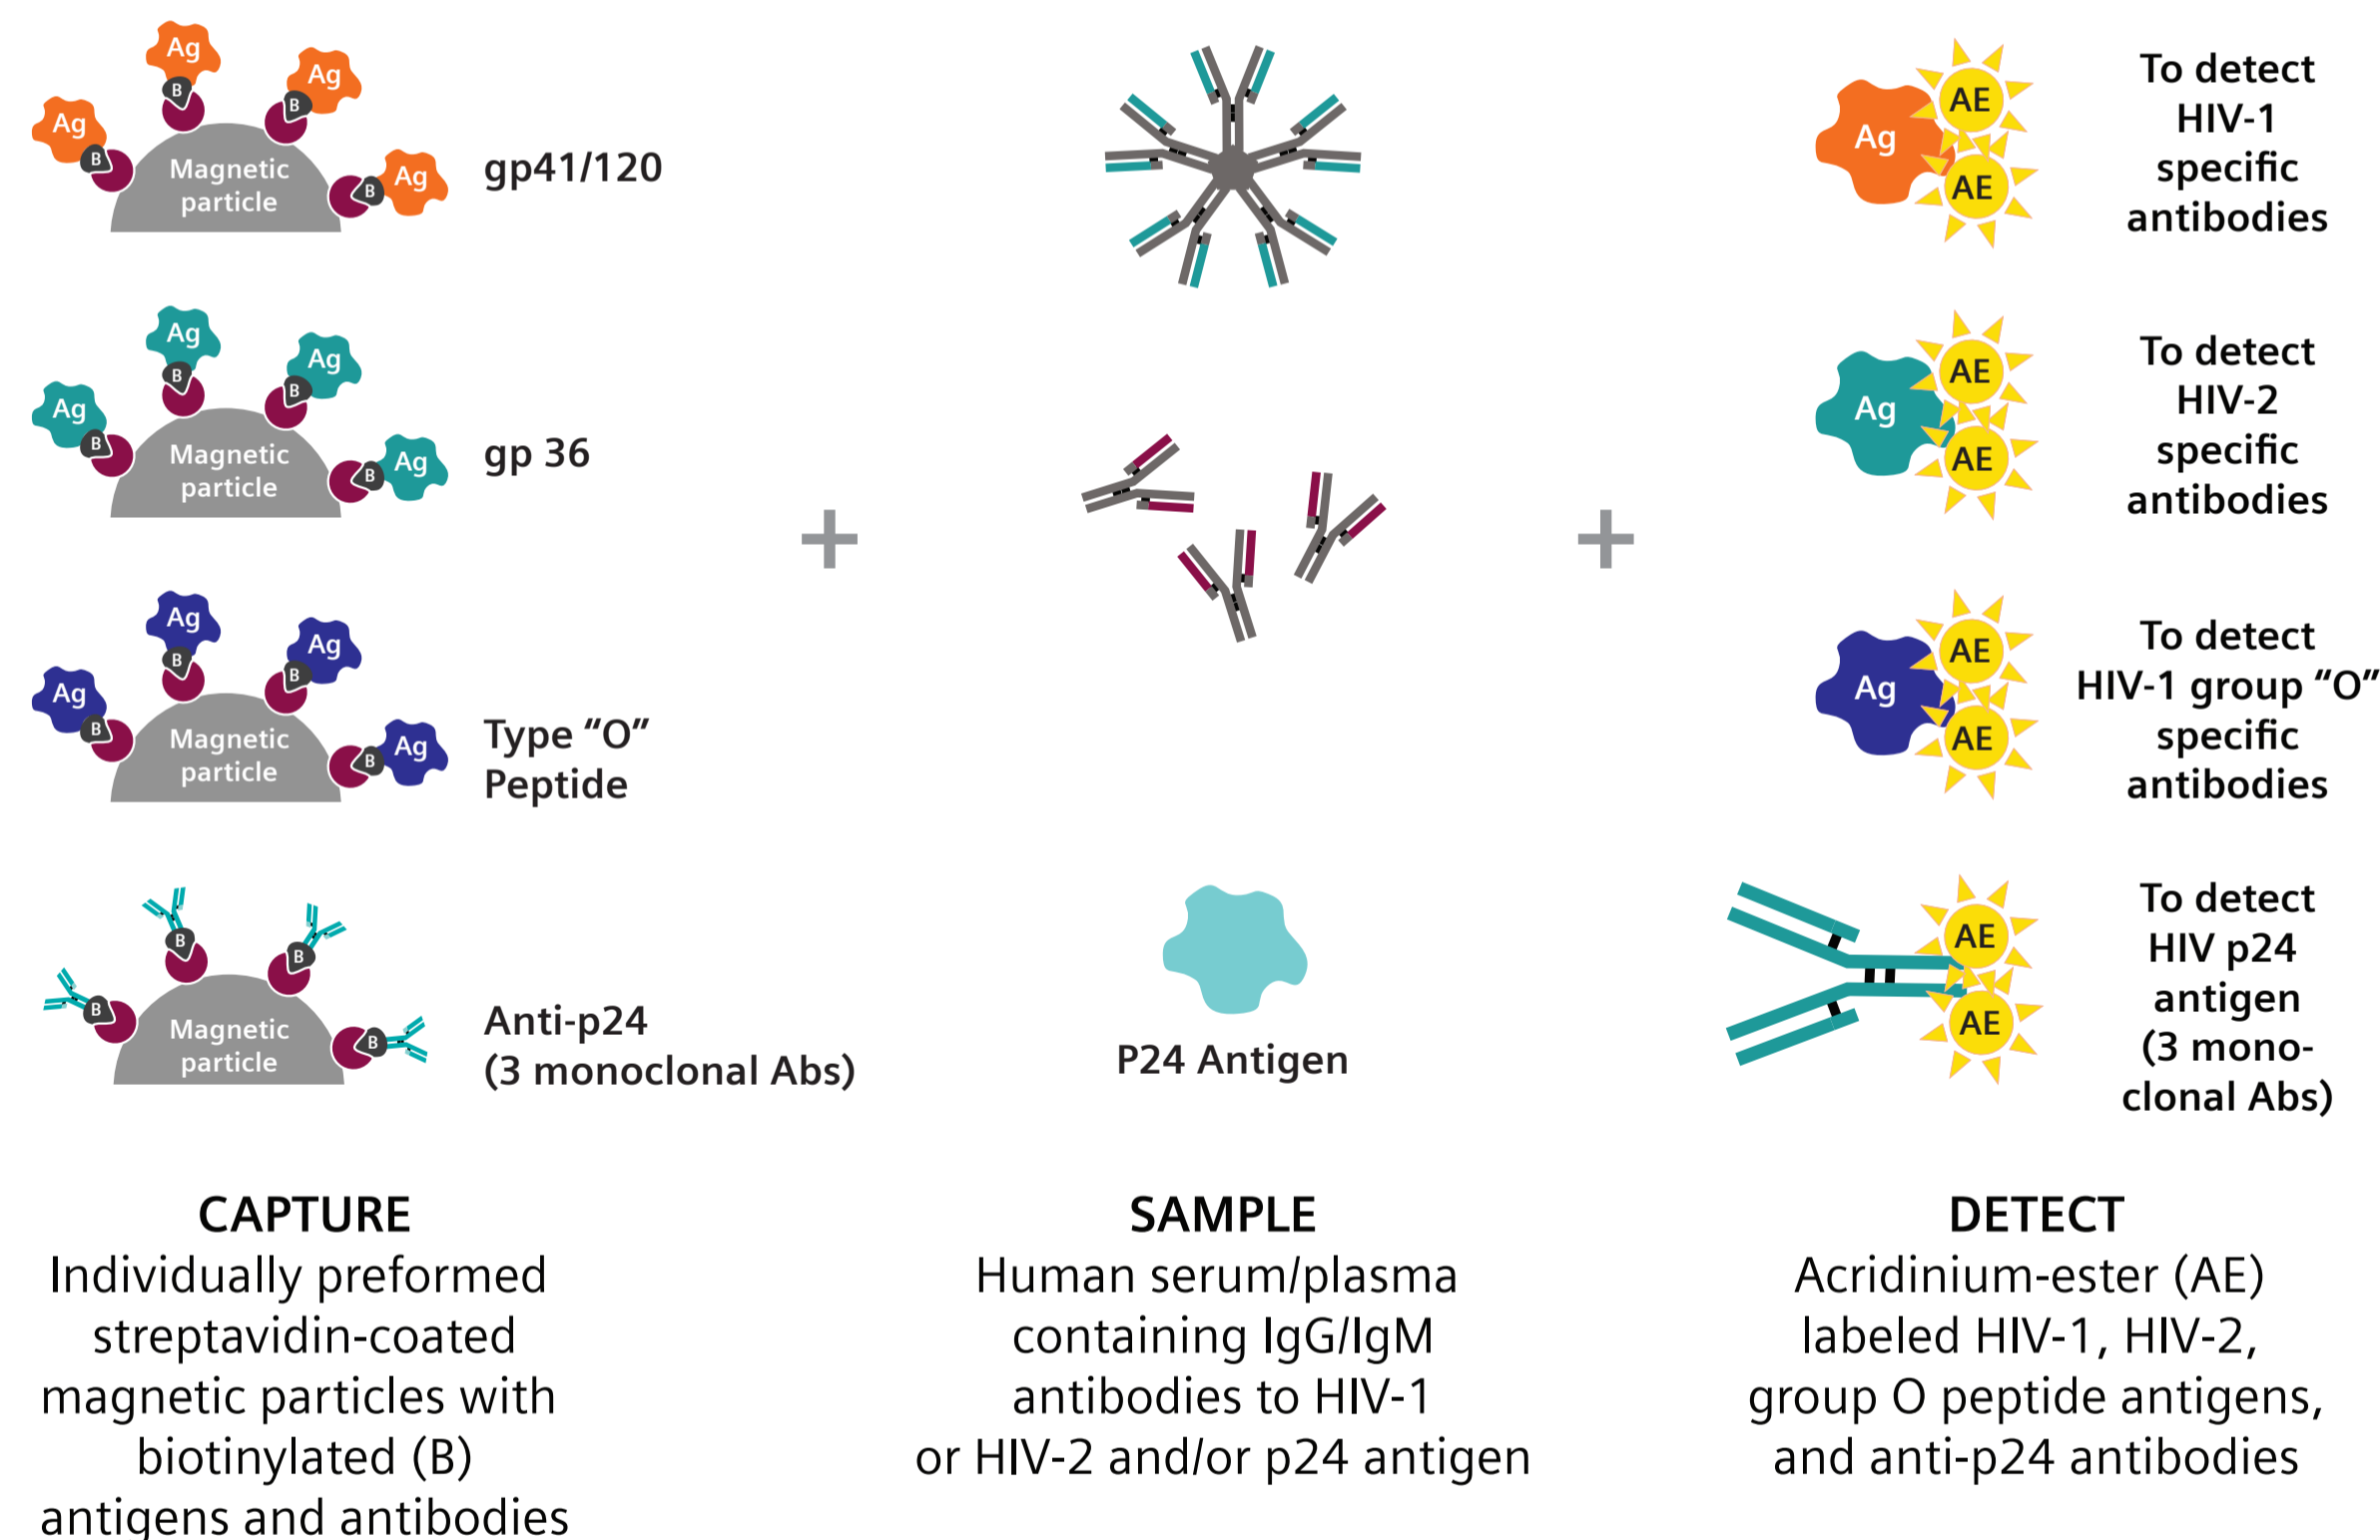 Ag
Ag
Ag
Ag
B
B
B
B
Magnetic
particle
gp41/120
AE
AE
Ag
To detect
HIV-1
specific
antibodies
Ag
Ag
Ag
Ag
B
B
B
B
Magnetic
particle
gp 36
+
+
AE
AE
Ag
To detect
HIV-2
specific
antibodies
Ag
Ag
Ag
Ag
B
B
B
B
Magnetic
particle
Type “O”
Peptide
AE
AE
Ag
To detect
HIV-1 group “O”
specific
antibodies
B
B
B
B
Magnetic
particle
Anti-p24
(3 monoclonal Abs)
P24 Antigen
AE
AE
To detect
HIV p24
antigen
(3 mono-
clonal Abs)
CAPTURE
Individually preformed
streptavidin-coated
magnetic particles with
biotinylated (B)
antigens and antibodies
SAMPLE
Human serum/plasma
containing IgG/IgM
antibodies to HIV-1
or HIV-2 and/or p24 antigen
DETECT
Acridinium-ester (AE)
labeled HIV-1, HIV-2,
group O peptide antigens,
and anti-p24 antibodies